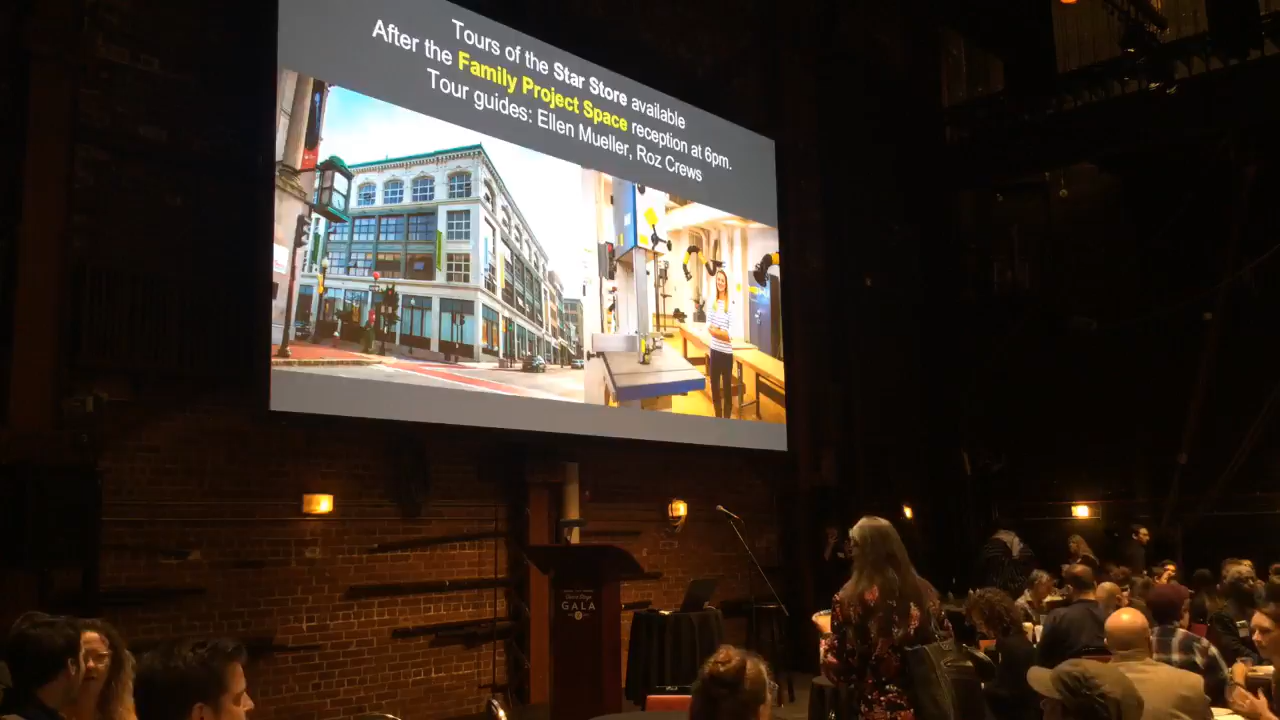 Tours of the Star Store available
After the Family Project Space reception at 6pm.
Tour guides: Ellen Mueller, Roz Crews
GALA